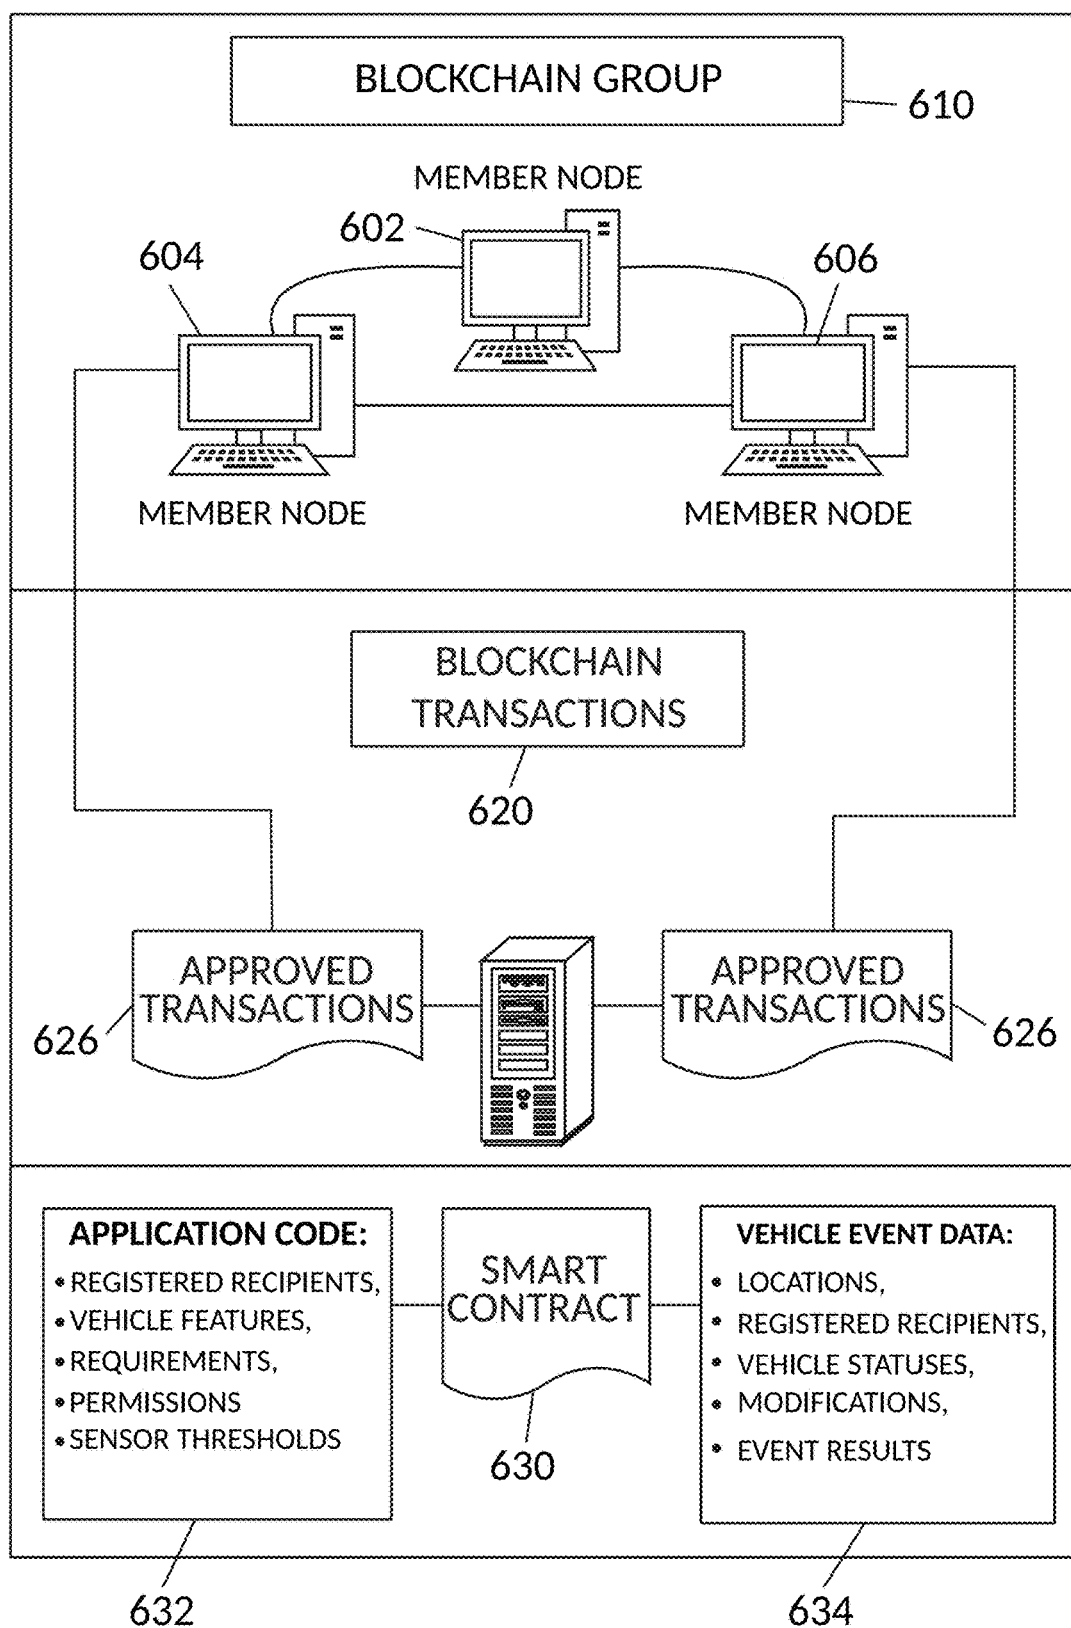 BLOCKCHAIN GROUP
610
MEMBER NODE
602
604
606
MEMBER NODE
MEMBER NODE
BLOCKCHAIN
TRANSACTIONS
620
APPROVED
TRANSACTIONS
626
APPROVED
TRANSACTIONS
626
APPLICATION CODE:
• REGISTERED RECIPIENTS,
• VEHICLE FEATURES,
• REQUIREMENTS,
• PERMISSIONS
• SENSOR THRESHOLDS
632
SMART
CONTRACT
630
VEHICLE EVENT DATA:
• LOCATIONS,
• REGISTERED RECIPIENTS,
• VEHICLE STATUSES,
• MODIFICATIONS,
• EVENT RESULTS
634